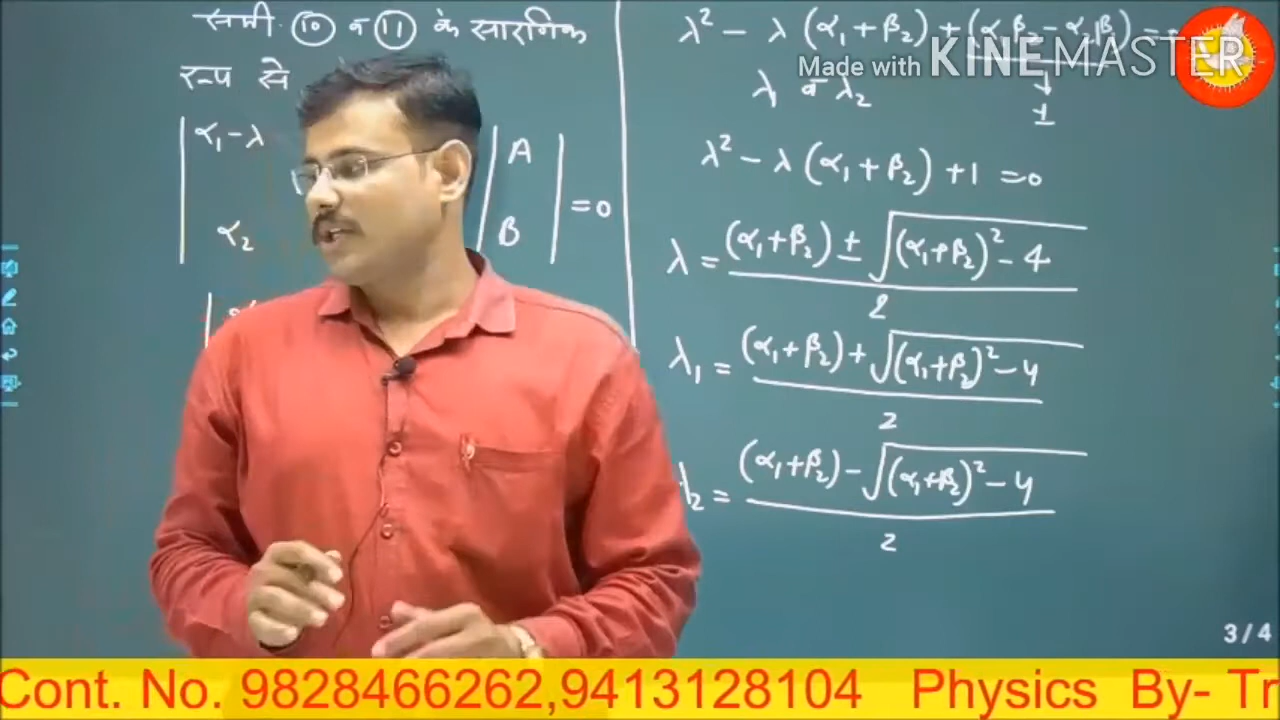 समी. ⑩ व ⑪ के सारणिक
रूप से
| α₁-λ
α₂ | | A
B | = 0
λ² - λ (α₁+β₂) + (α₁β₂ - α₂β₁) = 0
λ₁ व λ₂
1
λ² - λ (α₁+β₂) + 1 = 0
λ = (α₁+β₂) ± √(α₁+β₂)² - 4
2
λ₁ = (α₁+β₂) + √(α₁+β₂)² - 4
2
λ₂ = (α₁+β₂) - √(α₁+β₂)² - 4
2
Made with KINEMASTER
3 / 4
Cont. No. 9828466262,9413128104 Physics By- Tr